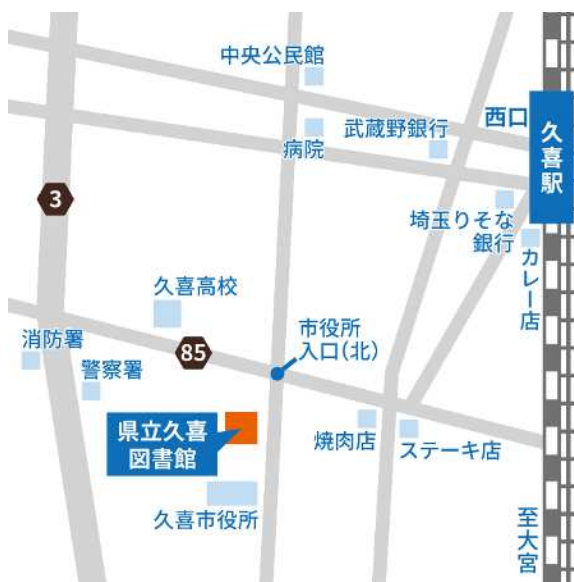 中央公民館
病院
武蔵野銀行
西口
久喜駅
3
埼玉りそな
銀行
カレー店
久喜高校
市役所
入口(北)
消防署
85
警察署
県立久喜
図書館
焼肉店
ステーキ店
久喜市役所
至大宮